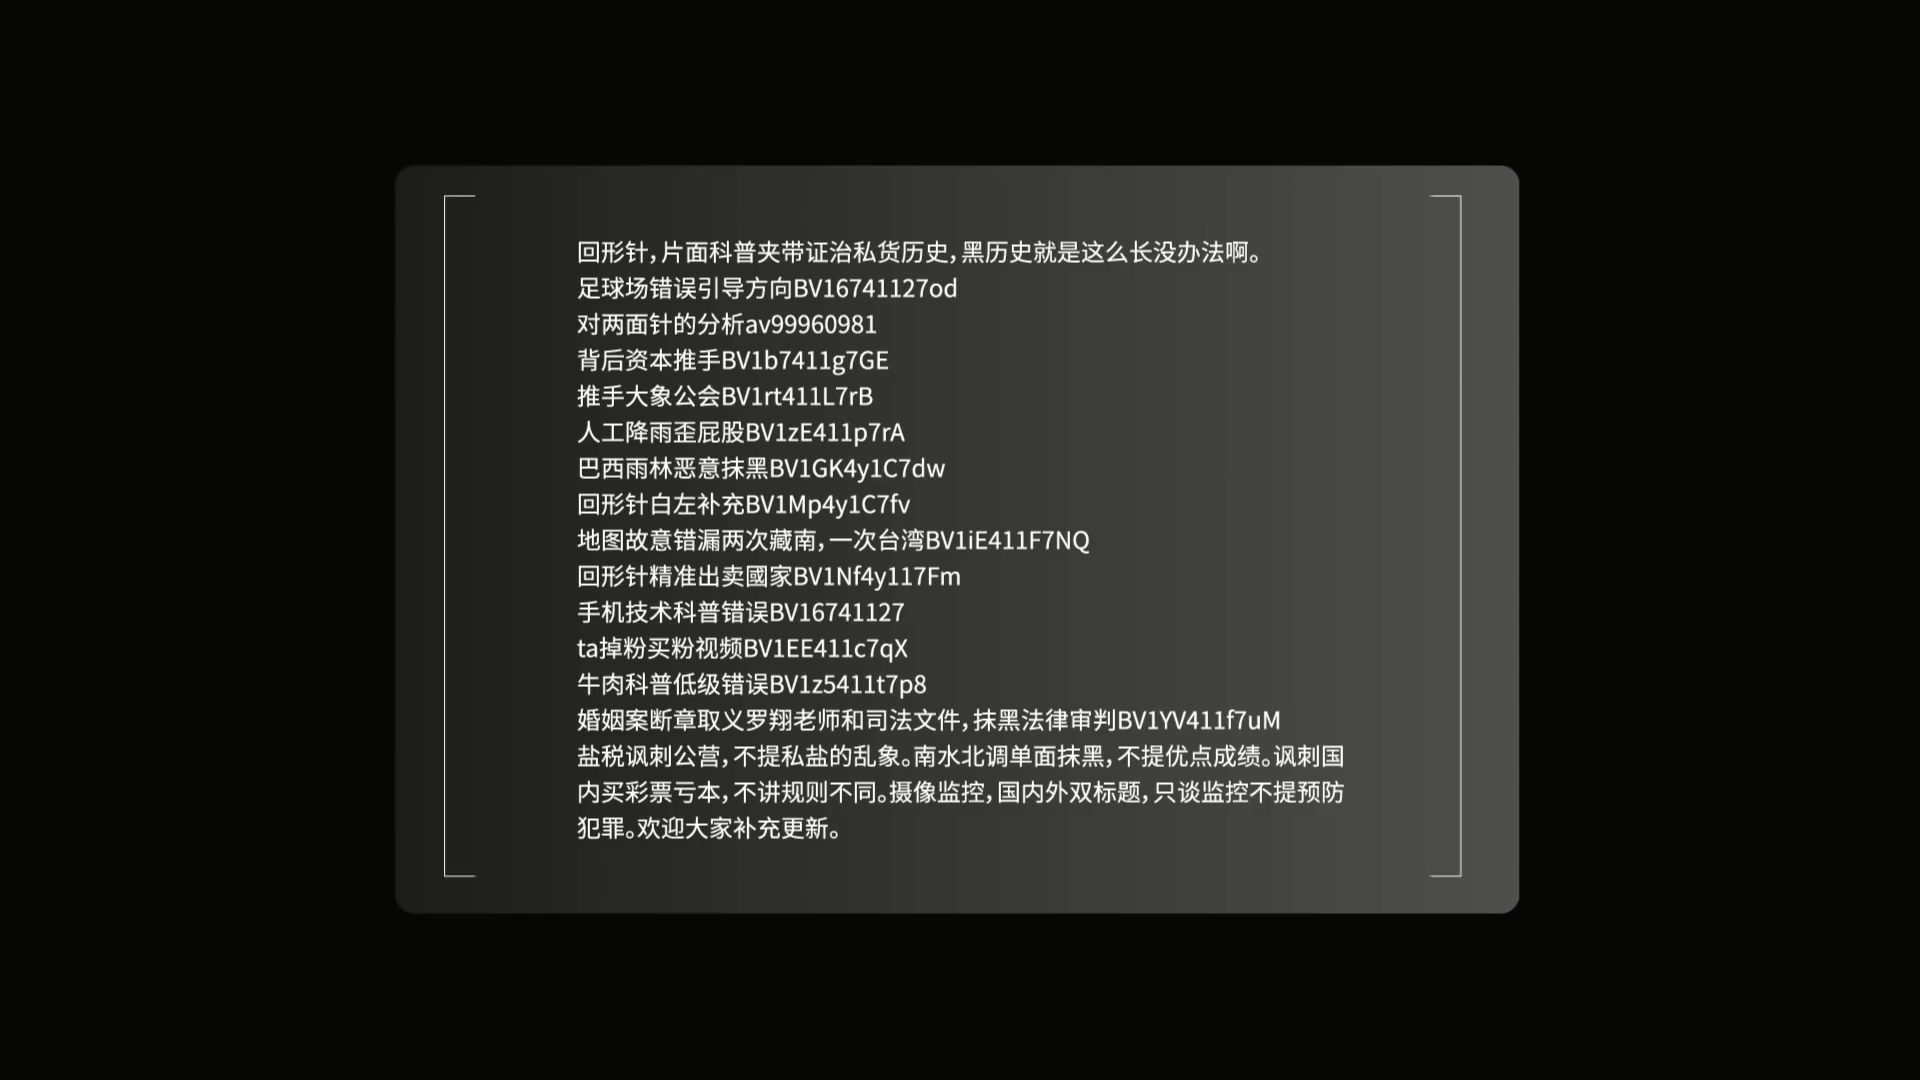 回形针，片面科普夹带证治私货历史，黑历史就是这么长没办法啊。
足球场错误引导方向BV16741127od
对两面针的分析av99960981
背后资本推手BV1b7411g7GE
推手大象公会BV1rt411L7rB
人工降雨歪屁股BV1zE411p7rA
巴西雨林恶意抹黑BV1GK4y1C7dw
回形针白左补充BV1Mp4y1C7fv
地图故意错漏两次藏南，一次台湾BV1iE411F7NQ
回形针精准出卖國家BV1Nf4y117Fm
手机技术科普错误BV16741127
ta掉粉买粉视频BV1EE411c7qX
牛肉科普低级错误BV1z5411t7p8
婚姻案断章取义罗翔老师和司法文件，抹黑法律审判BV1YV411f7uM
盐税讽刺公营，不提私盐的乱象。南水北调单面抹黑，不提优点成绩。讽刺国
内买彩票亏本，不讲规则不同。摄像监控，国内外双标题，只谈监控不提预防
犯罪。欢迎大家补充更新。